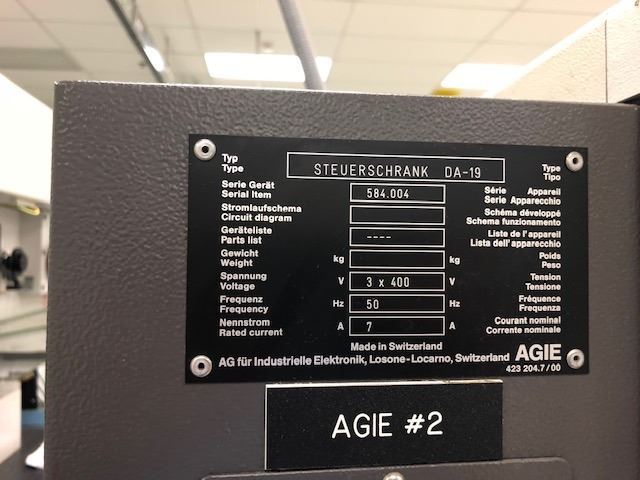 Typ
Type
STEUERSCHRANK DA-19
Type
Tipo
Serie Gerät
Serial Item
584.004
Série Appareil
Serie Apparecchio
Stromlaufschema
Circuit diagram
Schéma développé
Schema funzionamento
Geräteliste
Parts list
----
Liste de l'appareil
Lista dell'apparecchio
Gewicht
Weight
kg
kg
Poids
Peso
Spannung
Voltage
V
3 x 400
V
Tension
Tensione
Frequenz
Frequency
Hz
50
Hz
Fréquence
Frequenza
Nennstrom
Rated current
A
7
A
Courant nominal
Corrente nominale
Made in Switzerland
AG für Industrielle Elektronik, Losone-Locarno, Switzerland AGIE
423 204.7/00
AGIE #2